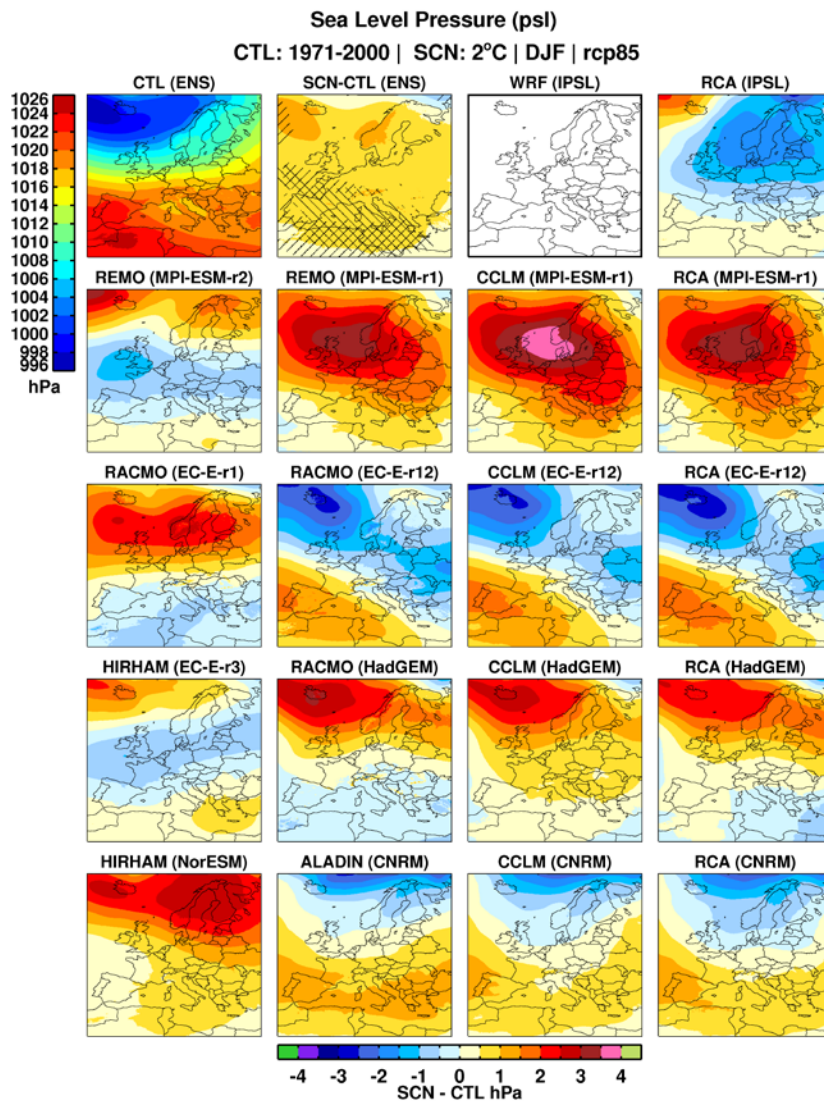 Sea Level Pressure (psl)
CTL: 1971-2000 | SCN: 2°C | DJF | rcp85
CTL (ENS) SCN-CTL (ENS) WRF (IPSL) RCA (IPSL)
1026
1024
1022
1020
1018
1016
1014
1012
1010
1008
1006
1004
1002
1000
998
996
hPa
REMO (MPI-ESM-r2) REMO (MPI-ESM-r1) CCLM (MPI-ESM-r1) RCA (MPI-ESM-r1)
RACMO (EC-E-r1) RACMO (EC-E-r12) CCLM (EC-E-r12) RCA (EC-E-r12)
HIRHAM (EC-E-r3) RACMO (HadGEM) CCLM (HadGEM) RCA (HadGEM)
HIRHAM (NorESM) ALADIN (CNRM) CCLM (CNRM) RCA (CNRM)
-4 -3 -2 -1 0 1 2 3 4
SCN - CTL hPa